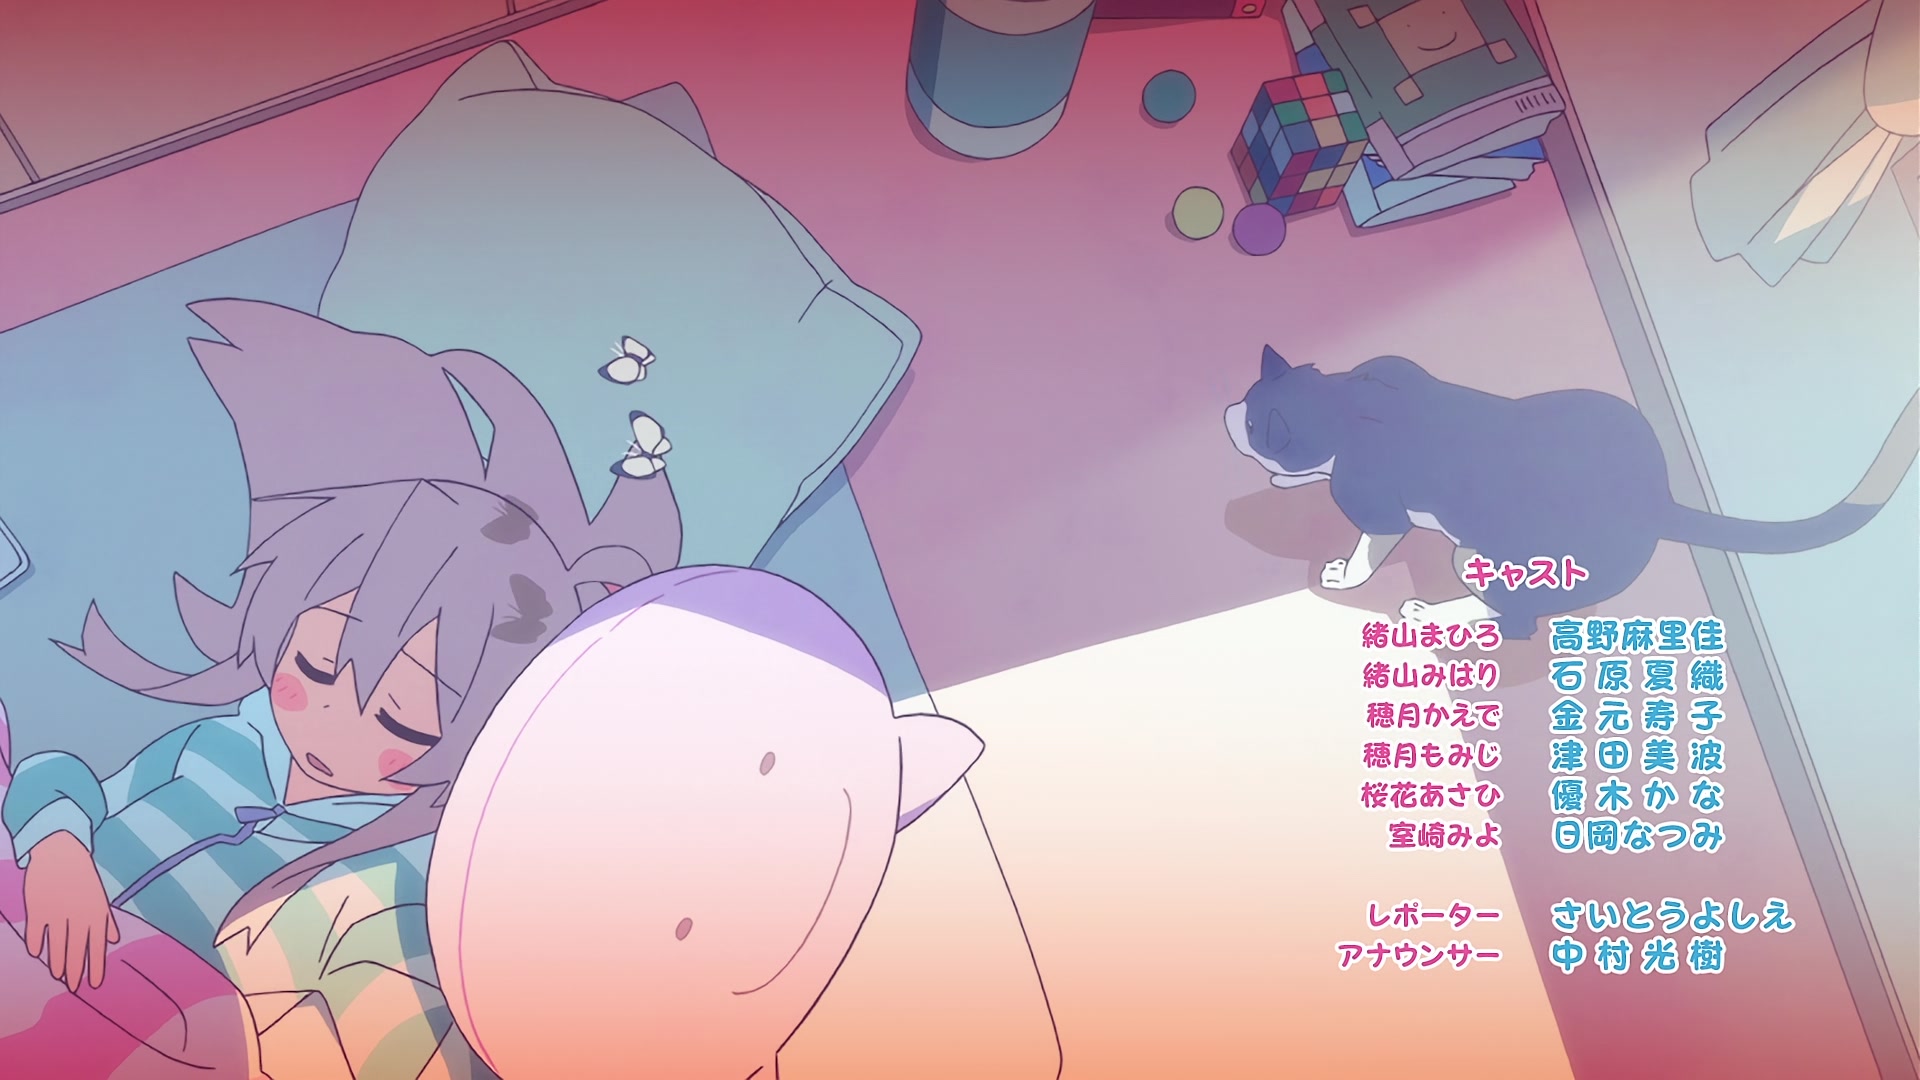 キャスト
緒山まひろ 高野麻里佳
緒山みはり 石原夏織
穂月かえで 金元寿子
穂月もみじ 津田美波
桜花あさひ 優木かな
室崎みよ 日岡なつみ
レポーター さいとうよしえ
アナウンサー 中村光樹